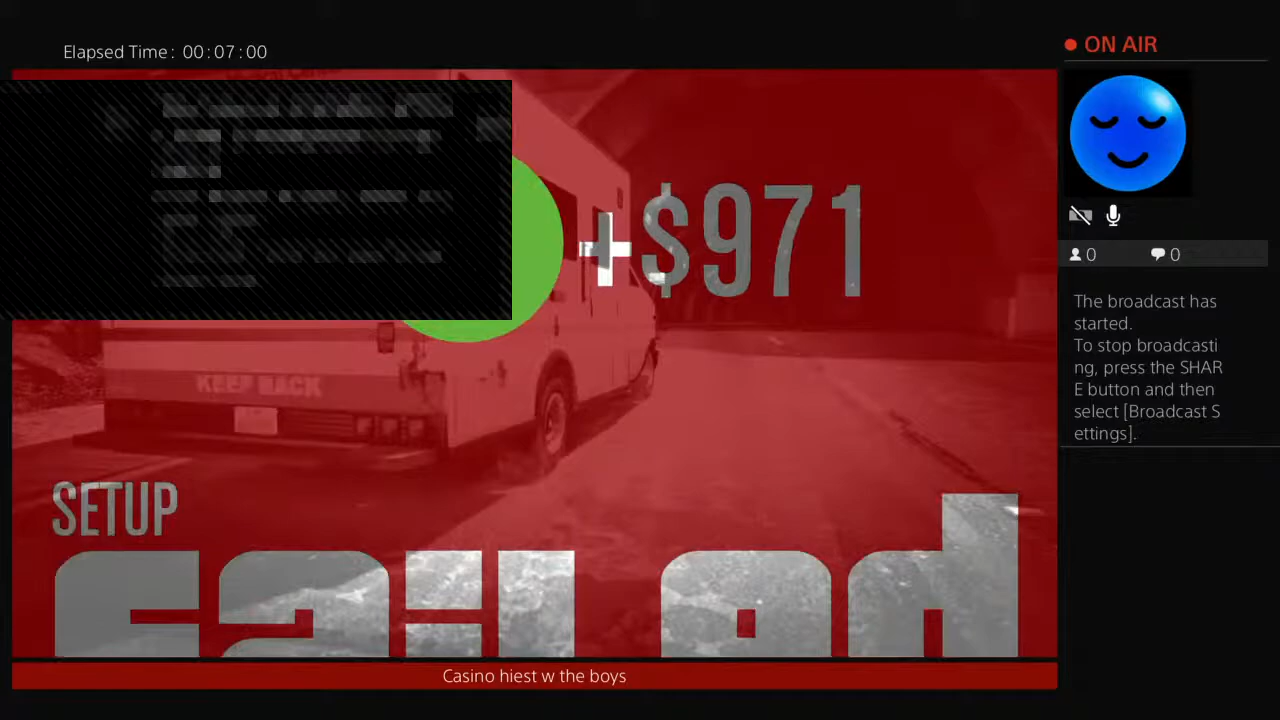 Elapsed Time: 00:07:00
ON AIR
+$971
0
0
The broadcast has
started.
To stop broadcasti
ng, press the SHAR
E button and then
select [Broadcast S
ettings].
KEEP BACK
SETUP
failed
Casino hiest w the boys